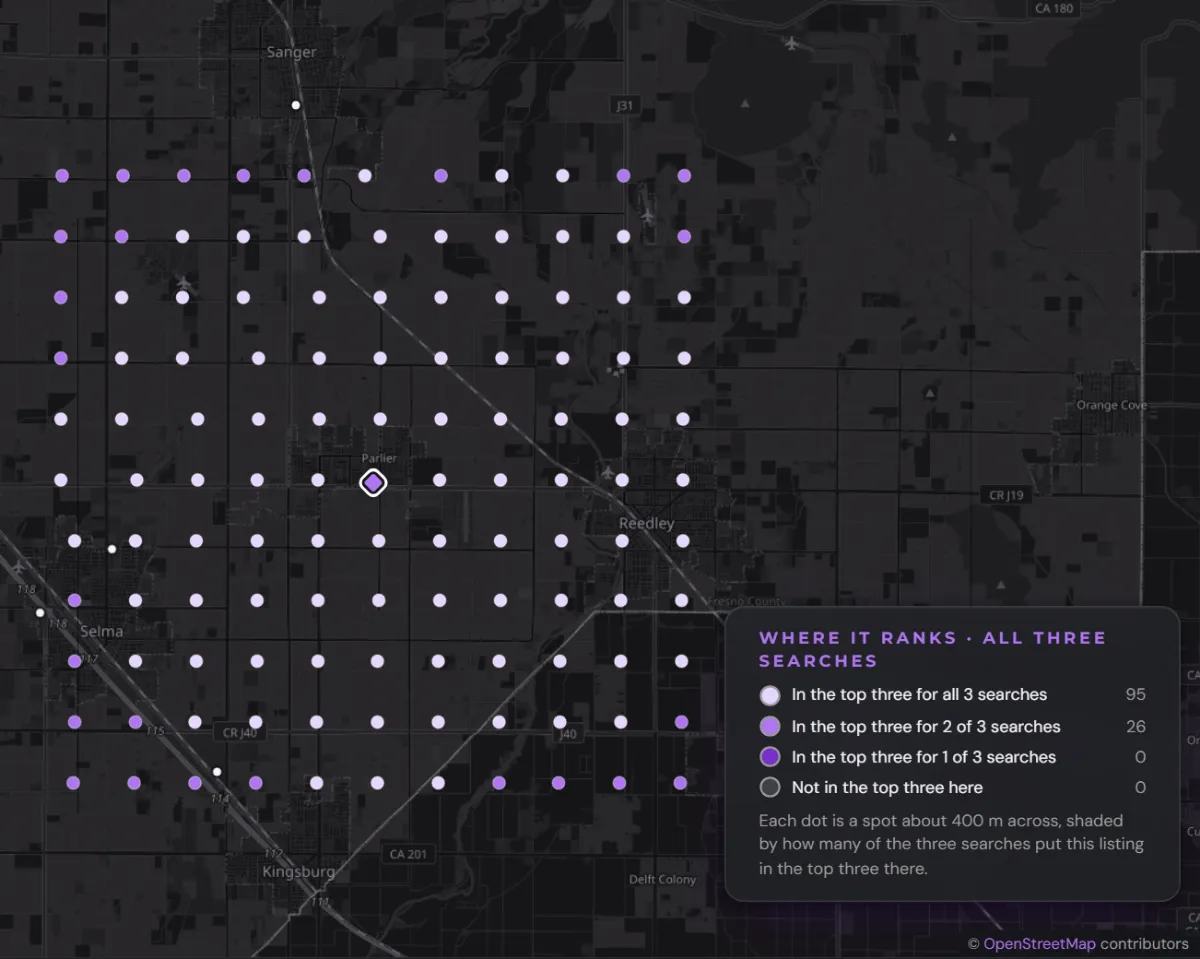 CA 180
Sanger
J31
Orange Cove
Parlier
CR J19
Reedley
118
Fresno County
118
Selma
117
WHERE IT RANKS · ALL THREE
SEARCHES
In the top three for all 3 searches 95
In the top three for 2 of 3 searches 26
In the top three for 1 of 3 searches 0
Not in the top three here 0
Each dot is a spot about 400 m across, shaded
by how many of the three searches put this listing
in the top three there.
115
CR J40
J40
114
112
Kingsburg
CA 201
Delft Colony
111
© OpenStreetMap contributors